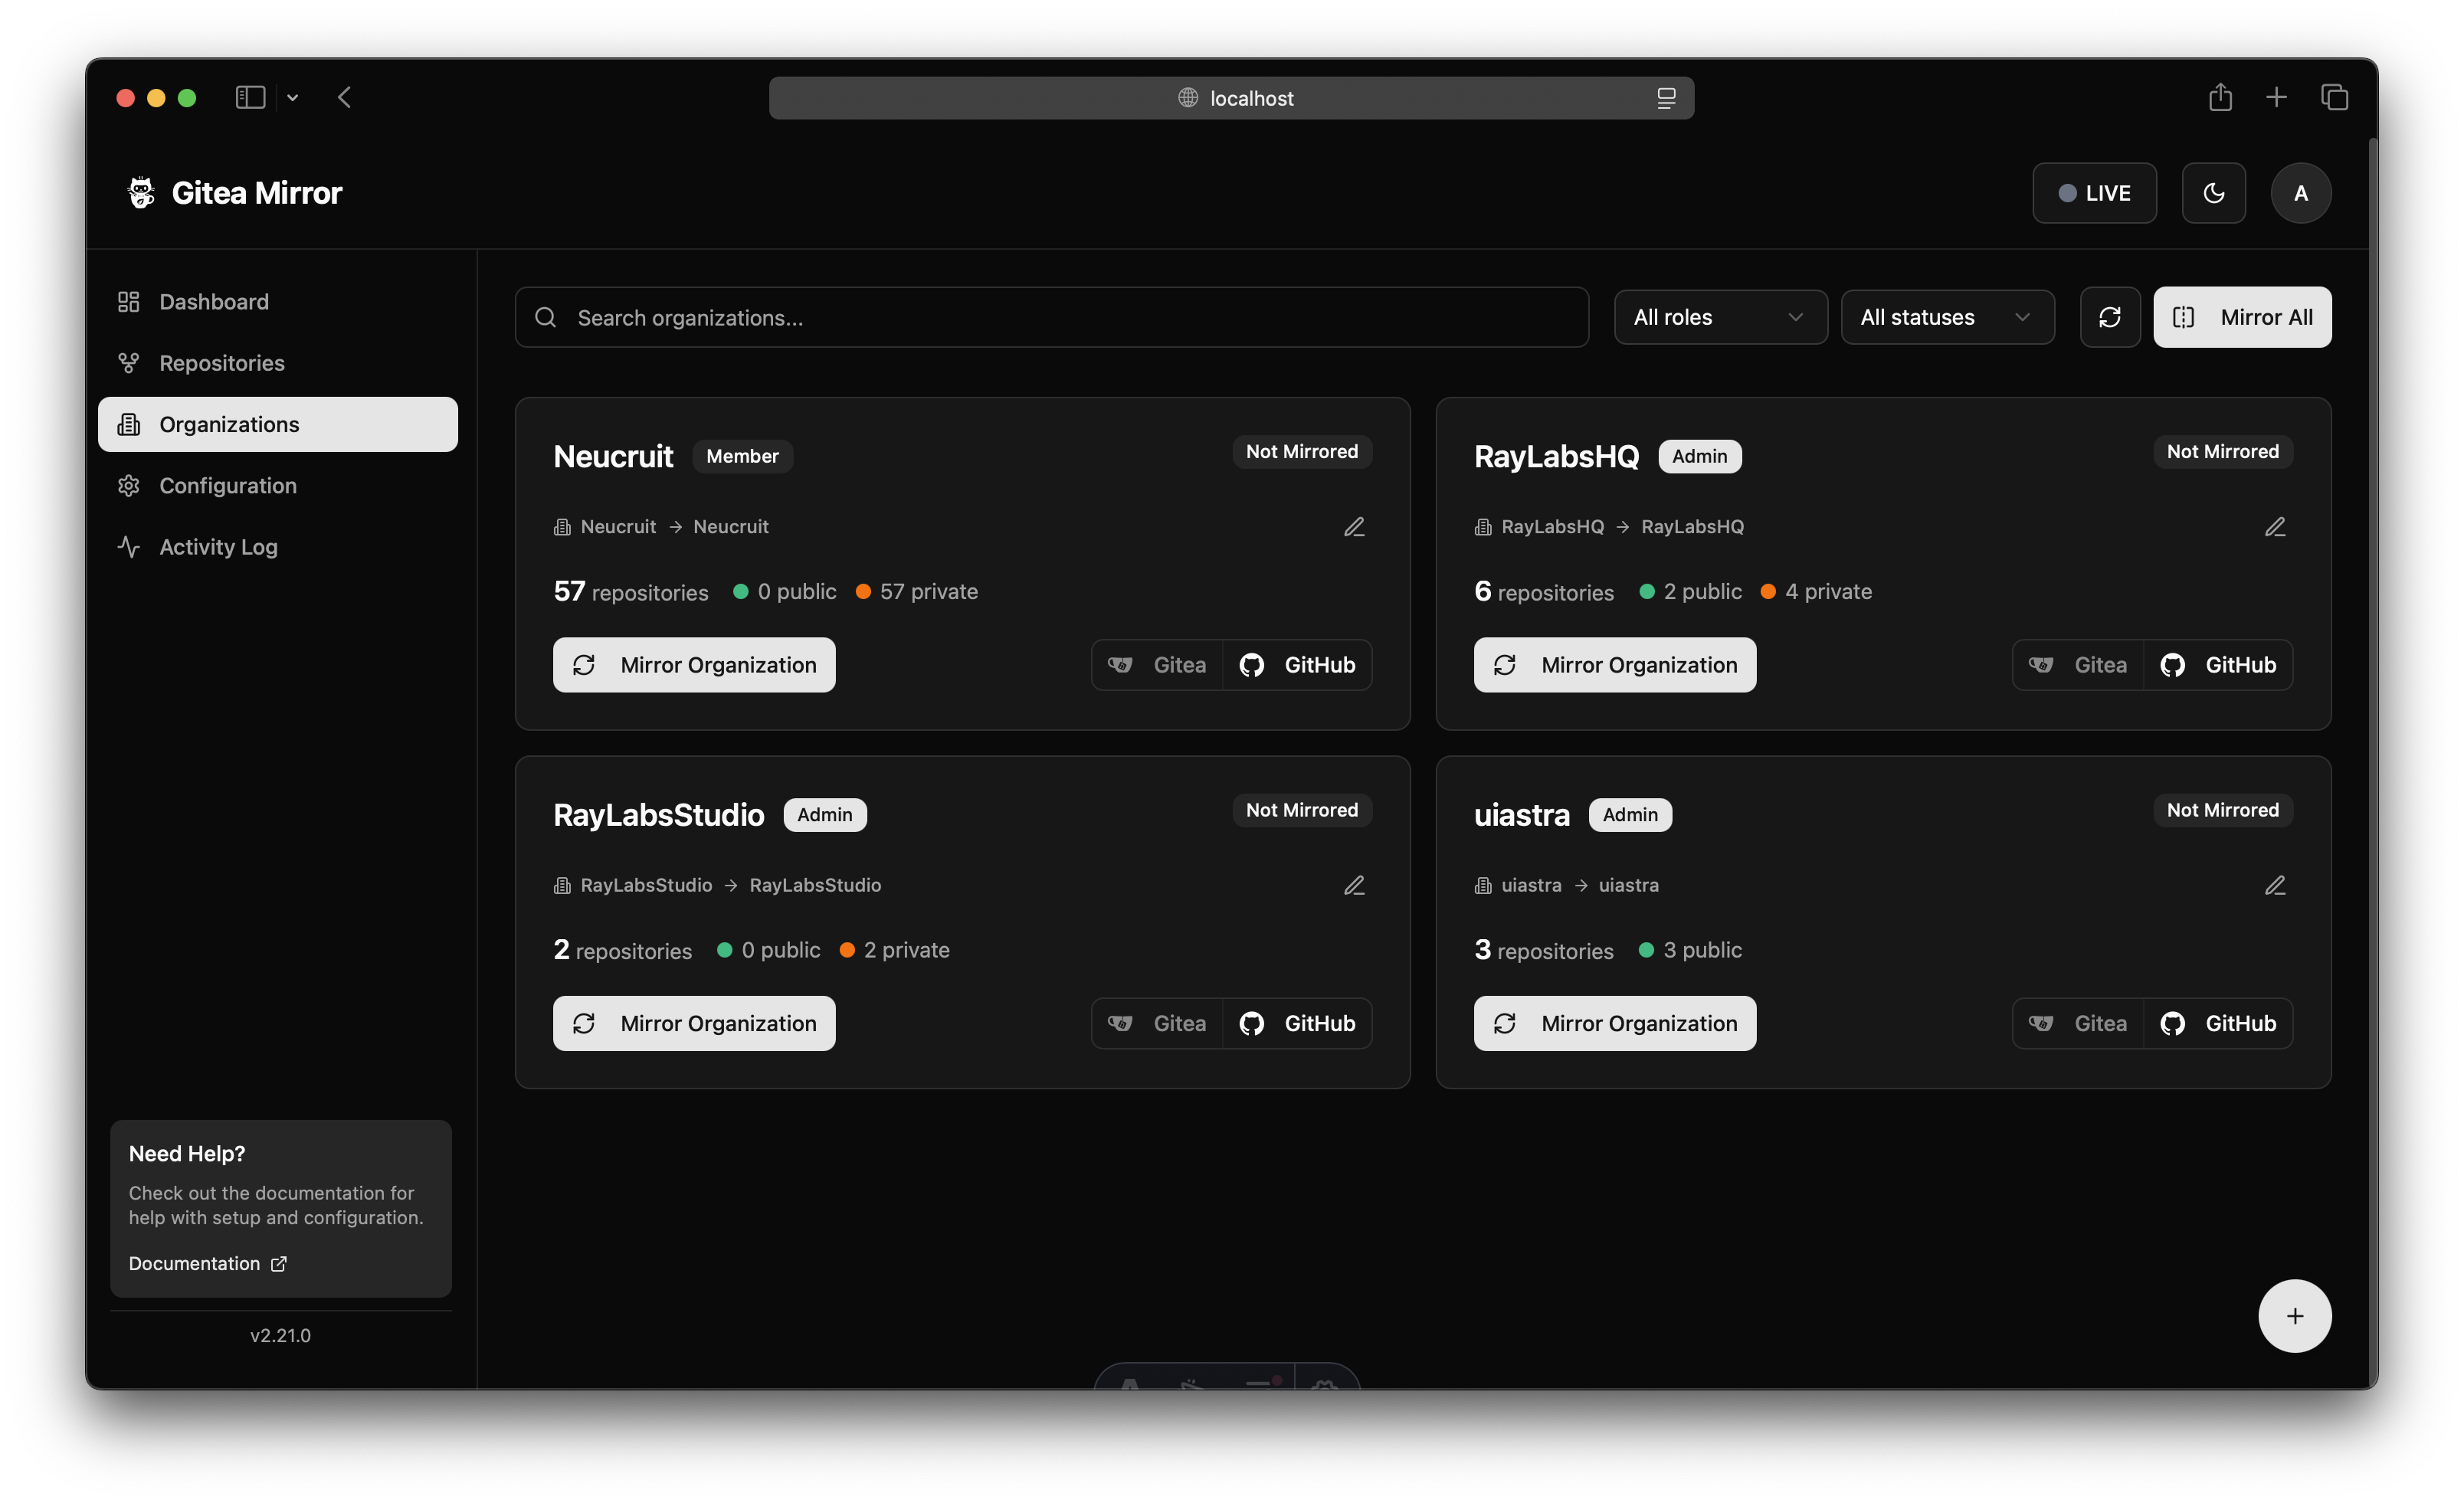 localhost
Gitea Mirror
LIVE
A
Dashboard
Repositories
Organizations
Configuration
Activity Log
Search organizations...
All roles
All statuses
Mirror All
Neucruit Member Not Mirrored
Neucruit → Neucruit
57 repositories 0 public 57 private
Mirror Organization Gitea GitHub
RayLabsHQ Admin Not Mirrored
RayLabsHQ → RayLabsHQ
6 repositories 2 public 4 private
Mirror Organization Gitea GitHub
RayLabsStudio Admin Not Mirrored
RayLabsStudio → RayLabsStudio
2 repositories 0 public 2 private
Mirror Organization Gitea GitHub
uiastra Admin Not Mirrored
uiastra → uiastra
3 repositories 3 public
Mirror Organization Gitea GitHub
Need Help?
Check out the documentation for
help with setup and configuration.
Documentation
v2.21.0